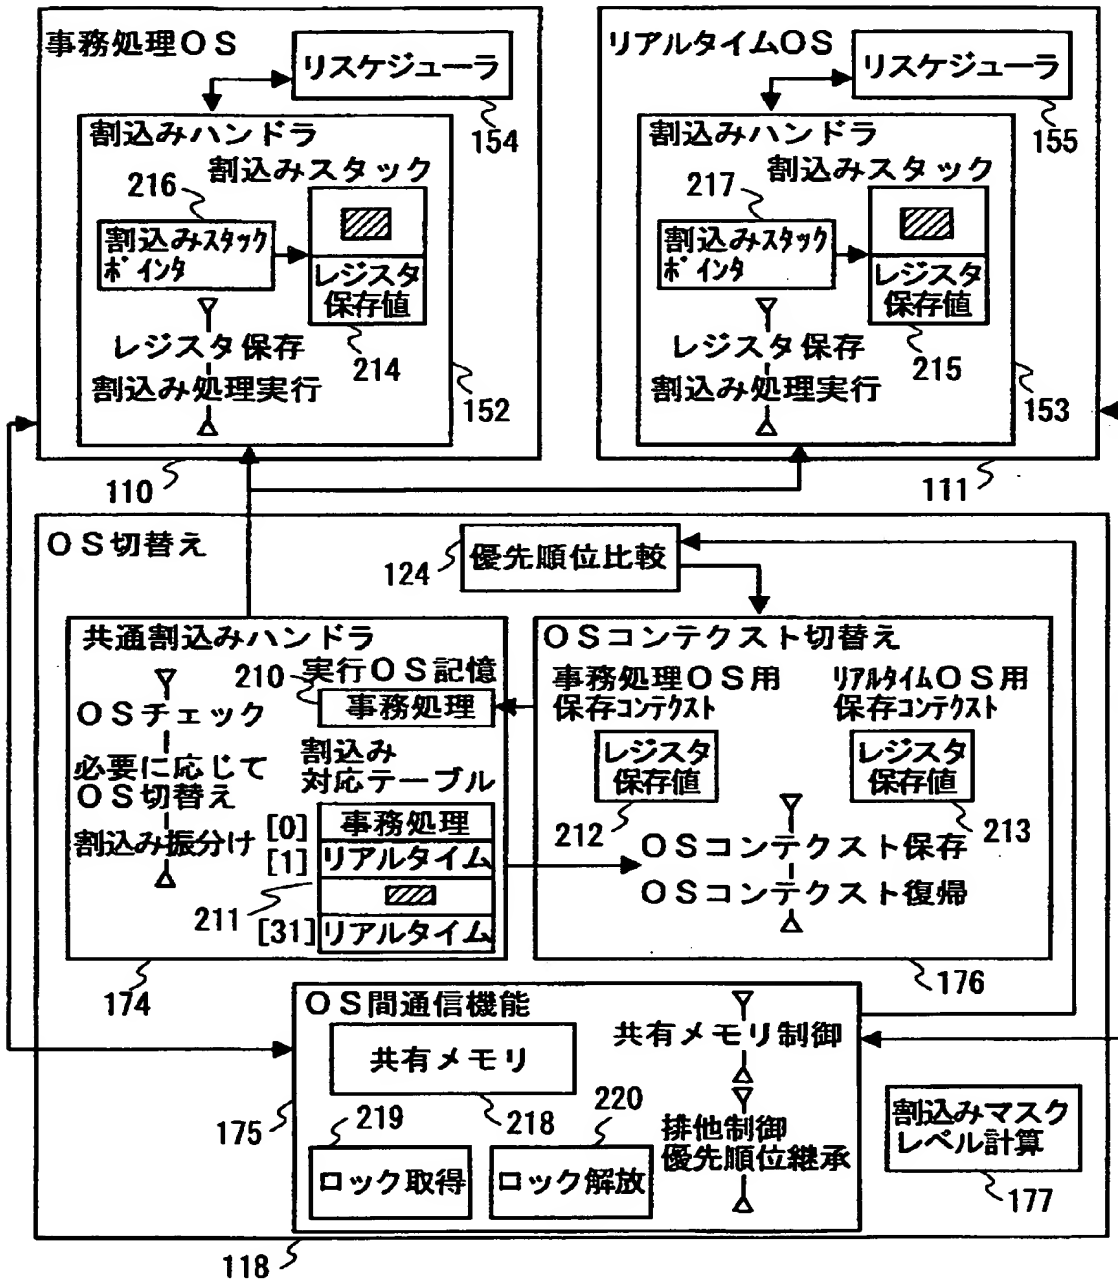 事務処理OS
リスケジューラ
154
割込みハンドラ
割込みスタック
216
割込みスタック
ポインタ
レジスタ
保存値
214
レジスタ保存
割込み処理実行
152
110
リアルタイムOS
リスケジューラ
155
割込みハンドラ
割込みスタック
217
割込みスタック
ポインタ
レジスタ
保存値
215
レジスタ保存
割込み処理実行
153
111
OS切替え
124
優先順位比較
共通割込みハンドラ
210
実行OS記憶
事務処理
OSチェック
必要に応じて
OS切替え
割込み振分け
割込み
対応テーブル
[0]
事務処理
[1]
リアルタイム
211
[31]
リアルタイム
174
OSコンテクスト切替え
事務処理OS用
保存コンテクスト
レジスタ
保存値
212
リアルタイムOS用
保存コンテクスト
レジスタ
保存値
213
OSコンテクスト保存
OSコンテクスト復帰
176
OS間通信機能
共有メモリ
218
共有メモリ制御
175
219
ロック取得
220
ロック解放
排他制御
優先順位継承
割込みマスク
レベル計算
177
118